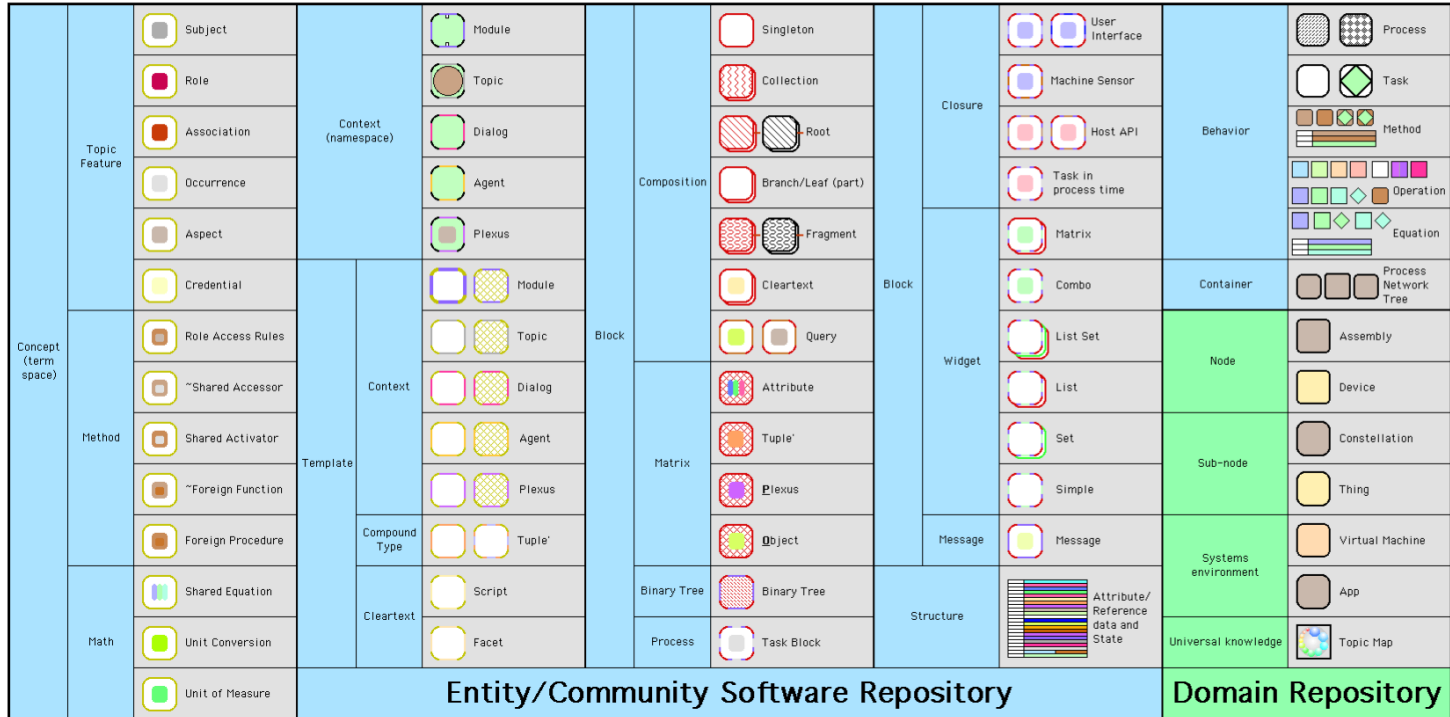 Concept
(term
space)
Topic
Feature
Subject
Role
Association
Occurrence
Aspect
Credential
Method
Role Access Rules
~Shared Accessor
Shared Activator
~Foreign Function
Foreign Procedure
Math
Shared Equation
Unit Conversion
Unit of Measure
Context
(namespace)
Module
Topic
Dialog
Agent
Plexus
Template
Context
Module
Topic
Dialog
Agent
Plexus
Compound
Type
Tuple'
Cleartext
Script
Facet
Block
Composition
Singleton
Collection
Root
Branch/Leaf (part)
Fragment
Cleartext
Query
Matrix
Attribute
Tuple'
Plexus
Object
Binary Tree
Binary Tree
Process
Task Block
Block
Closure
User
Interface
Machine Sensor
Host API
Task in
process time
Widget
Matrix
Combo
List Set
List
Set
Simple
Message
Message
Structure
Attribute/
Reference
data and
State
Entity/Community Software Repository
Behavior
Process
Task
Method
Operation
Equation
Container
Process
Network
Tree
Node
Assembly
Device
Sub-node
Constellation
Thing
Systems
environment
Virtual Machine
App
Universal knowledge
Topic Map
Domain Repository